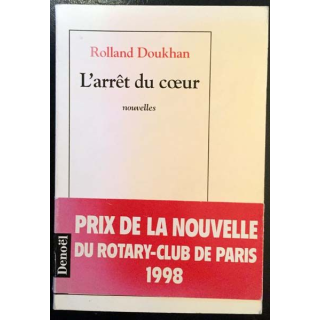 Rolland Doukhan
L'arrêt du cœur
nouvelles
Denoël
PRIX DE LA NOUVELLE
DU ROTARY-CLUB DE PARIS
1998